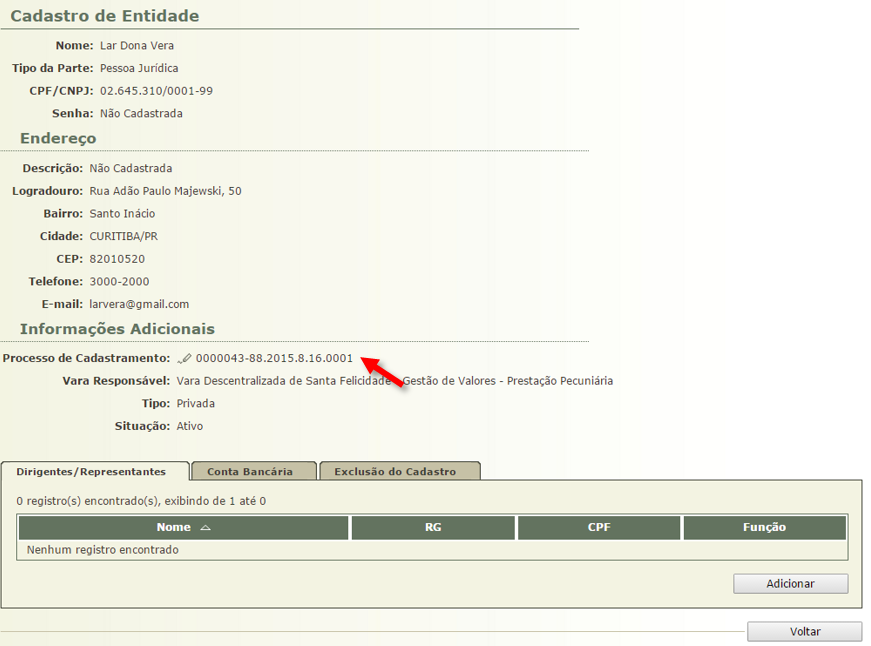 Cadastro de Entidade
Nome: Lar Dona Vera
Tipo da Parte: Pessoa Jurídica
CPF/CNPJ: 02.645.310/0001-99
Senha: Não Cadastrada
Endereço
Descrição: Não Cadastrada
Logradouro: Rua Adão Paulo Majewski, 50
Bairro: Santo Inácio
Cidade: CURITIBA/PR
CEP: 82010520
Telefone: 3000-2000
E-mail: larvera@gmail.com
Informações Adicionais
Processo de Cadastramento: 0000043-88.2015.8.16.0001
Vara Responsável: Vara Descentralizada de Santa Felicidade - Gestão de Valores - Prestação Pecuniária
Tipo: Privada
Situação: Ativo
Dirigentes/Representantes Conta Bancária Exclusão do Cadastro
0 registro(s) encontrado(s), exibindo de 1 até 0
Nome RG CPF Função
Nenhum registro encontrado
Adicionar
Voltar